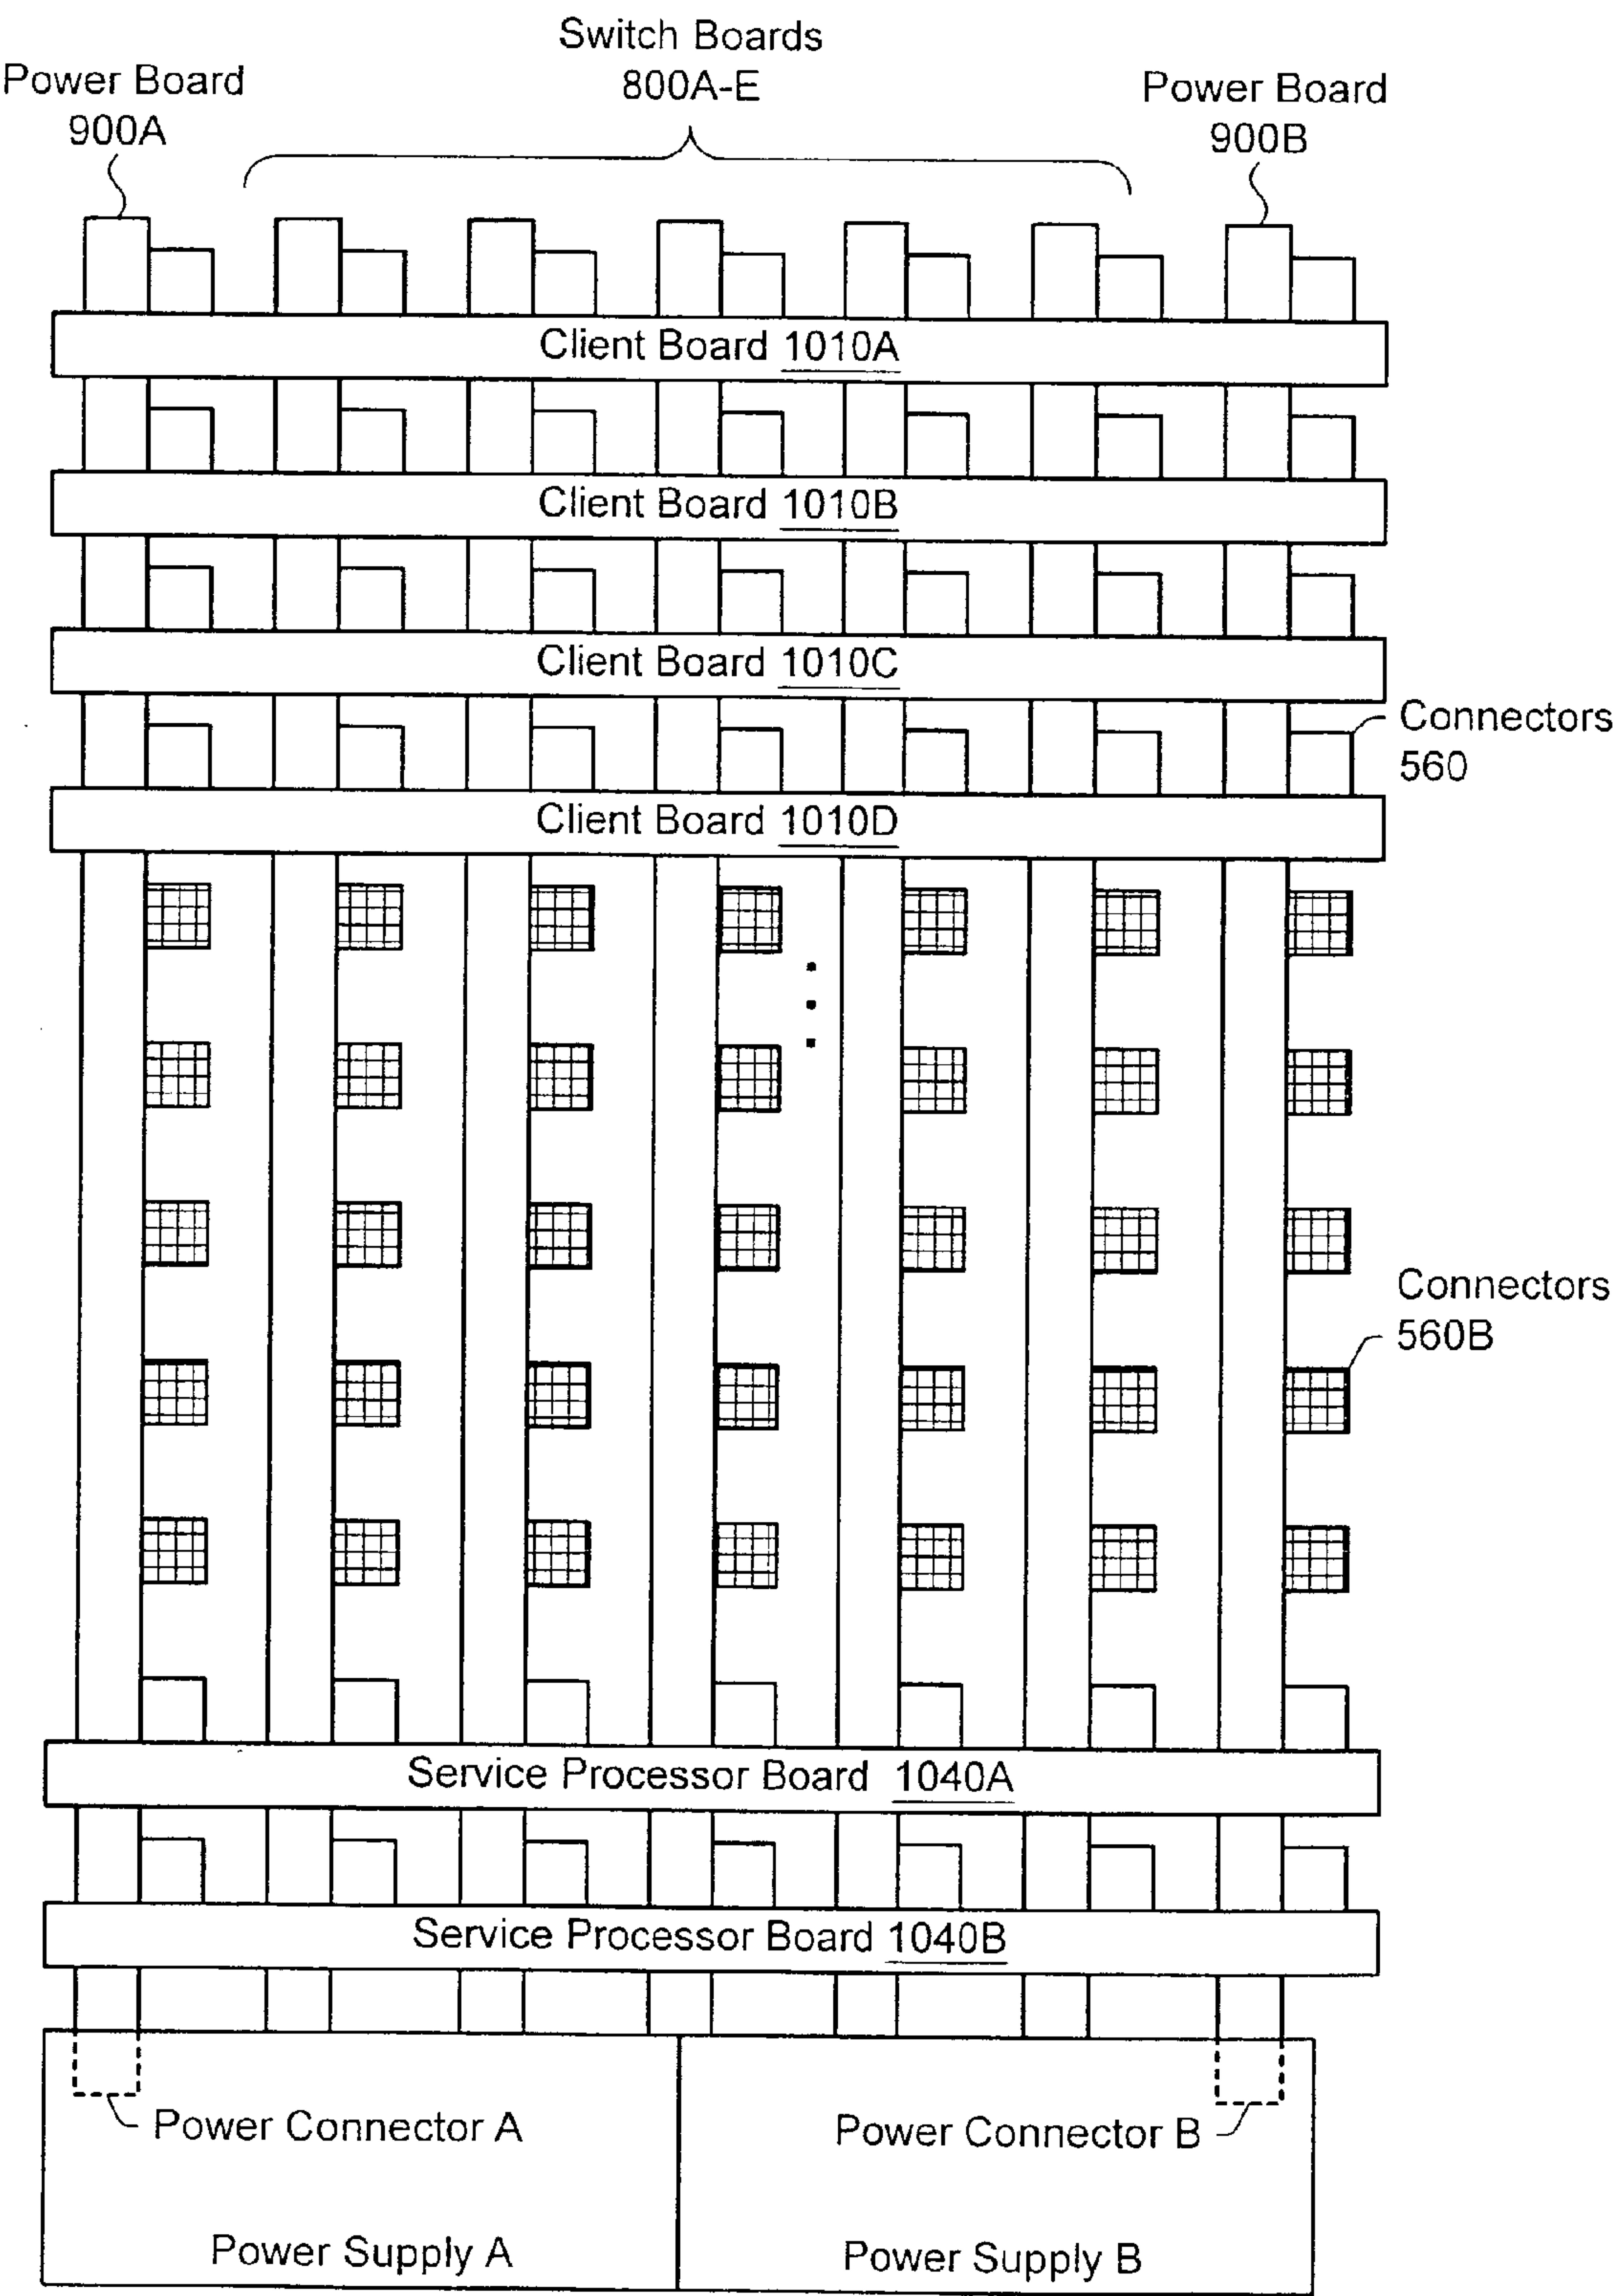 Switch Boards
800A-E
Power Board
900A
Power Board
900B
Client Board 1010A
Client Board 1010B
Client Board 1010C
Connectors
560
Client Board 1010D
Connectors
560B
Service Processor Board 1040A
Service Processor Board 1040B
Power Connector A
Power Connector B
Power Supply A
Power Supply B